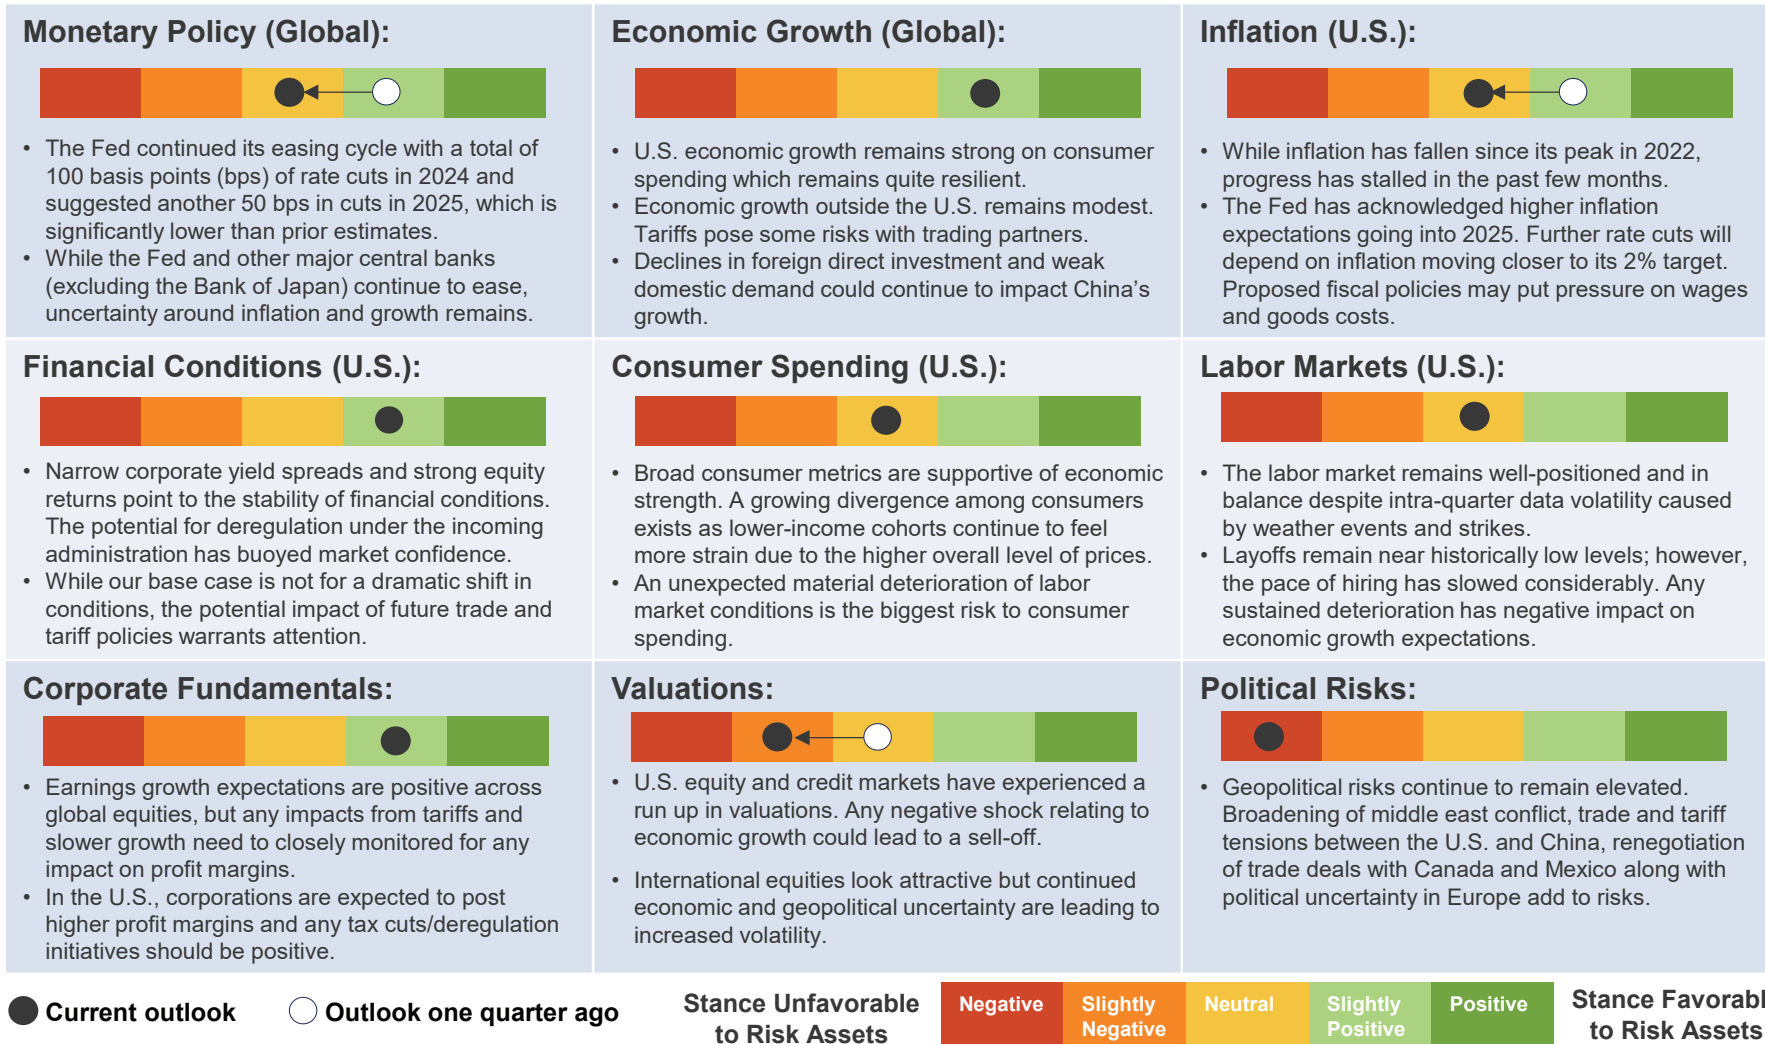 Monetary Policy (Global):
• The Fed continued its easing cycle with a total of
100 basis points (bps) of rate cuts in 2024 and
suggested another 50 bps in cuts in 2025, which is
significantly lower than prior estimates.
• While the Fed and other major central banks
(excluding the Bank of Japan) continue to ease,
uncertainty around inflation and growth remains.
Economic Growth (Global):
• U.S. economic growth remains strong on consumer
spending which remains quite resilient.
• Economic growth outside the U.S. remains modest.
Tariffs pose some risks with trading partners.
• Declines in foreign direct investment and weak
domestic demand could continue to impact China's
growth.
Inflation (U.S.):
• While inflation has fallen since its peak in 2022,
progress has stalled in the past few months.
• The Fed has acknowledged higher inflation
expectations going into 2025. Further rate cuts will
depend on inflation moving closer to its 2% target.
Proposed fiscal policies may put pressure on wages
and goods costs.
Financial Conditions (U.S.):
• Narrow corporate yield spreads and strong equity
returns point to the stability of financial conditions.
The potential for deregulation under the incoming
administration has buoyed market confidence.
• While our base case is not for a dramatic shift in
conditions, the potential impact of future trade and
tariff policies warrants attention.
Consumer Spending (U.S.):
• Broad consumer metrics are supportive of economic
strength. A growing divergence among consumers
exists as lower-income cohorts continue to feel
more strain due to the higher overall level of prices.
• An unexpected material deterioration of labor
market conditions is the biggest risk to consumer
spending.
Labor Markets (U.S.):
• The labor market remains well-positioned and in
balance despite intra-quarter data volatility caused
by weather events and strikes.
• Layoffs remain near historically low levels; however,
the pace of hiring has slowed considerably. Any
sustained deterioration has negative impact on
economic growth expectations.
Corporate Fundamentals:
• Earnings growth expectations are positive across
global equities, but any impacts from tariffs and
slower growth need to closely monitored for any
impact on profit margins.
• In the U.S., corporations are expected to post
higher profit margins and any tax cuts/deregulation
initiatives should be positive.
Valuations:
• U.S. equity and credit markets have experienced a
run up in valuations. Any negative shock relating to
economic growth could lead to a sell-off.
• International equities look attractive but continued
economic and geopolitical uncertainty are leading to
increased volatility.
Political Risks:
• Geopolitical risks continue to remain elevated.
Broadening of middle east conflict, trade and tariff
tensions between the U.S. and China, renegotiation
of trade deals with Canada and Mexico along with
political uncertainty in Europe add to risks.
Current outlook
Outlook one quarter ago
Stance Unfavorable
to Risk Assets
Negative
Slightly
Negative
Neutral
Slightly
Positive
Positive
Stance Favorabl
to Risk Assets